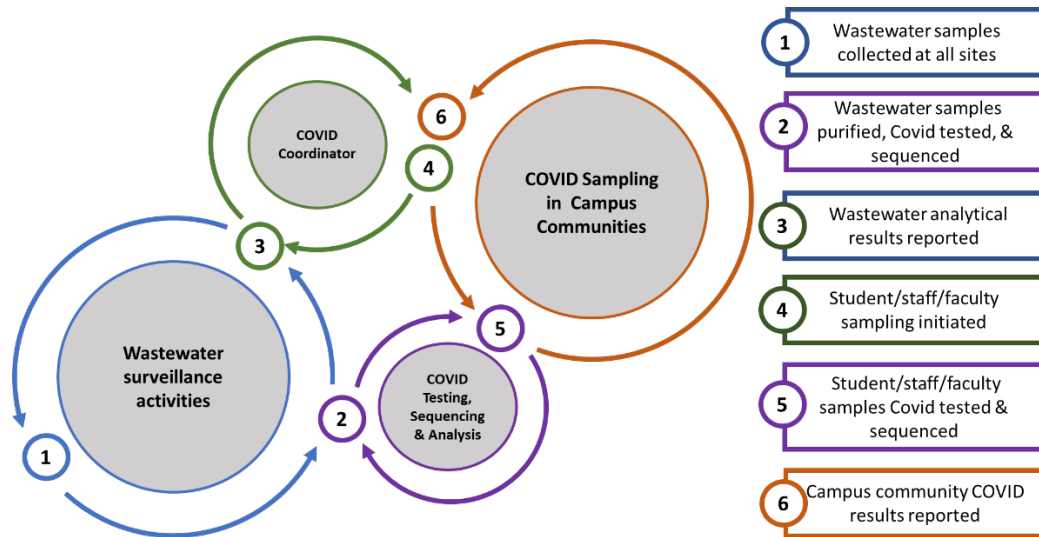 COVID
Coordinator
6
4
3
COVID Sampling
in Campus
Communities
Wastewater
surveillance
activities
1
2
5
COVID
Testing,
Sequencing
& Analysis
1
Wastewater samples
collected at all sites
2
Wastewater samples
purified, Covid tested, &
sequenced
3
Wastewater analytical
results reported
4
Student/staff/faculty
sampling initiated
5
Student/staff/faculty
samples Covid tested &
sequenced
6
Campus community COVID
results reported